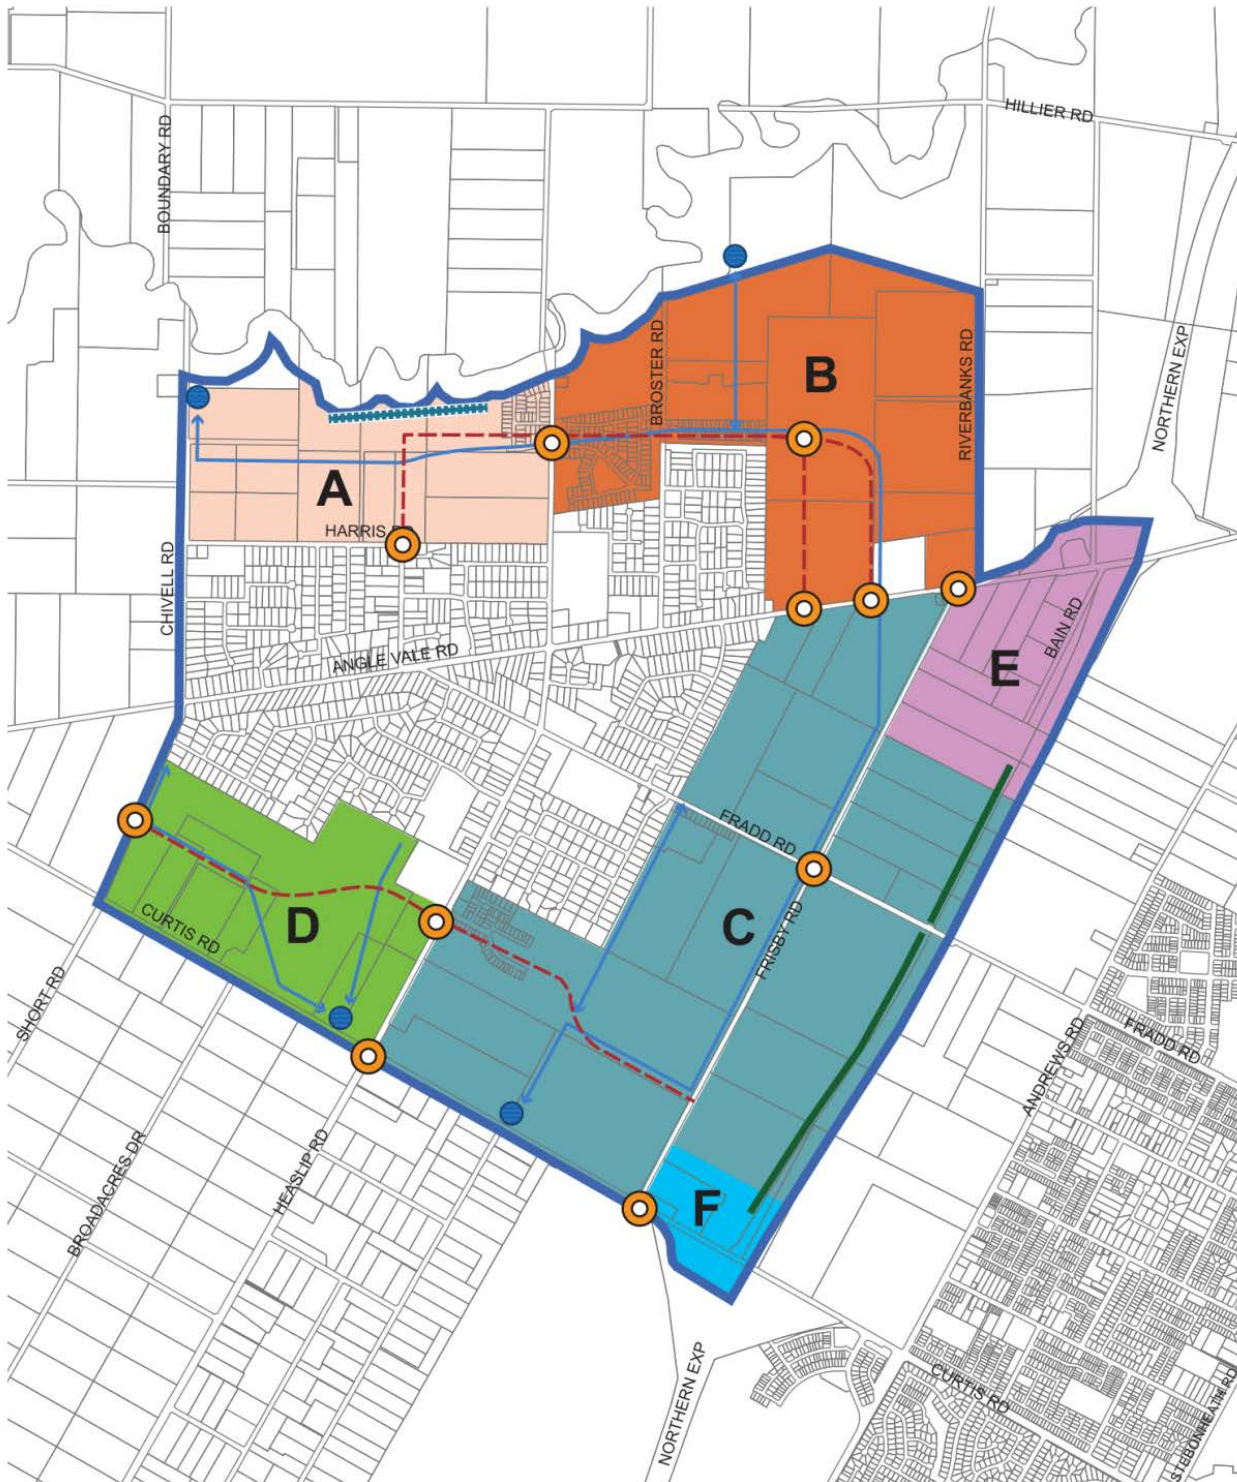 HILLIER RD
BOUNDARY RD
NORTHERN EXP
BROSTER RD
RIVERBANKS RD
B
A
HARRIS RD
CHIVELL RD
BAIN RD
ANGLE VALE RD
E
FRADD RD
C
FRISBY RD
D
CURTIS RD
SHORT RD
ANDREWS RD
FRADD RD
BROADACRES DR
HEASLIP RD
F
NORTHERN EXP
CURTIS RD
STEBONHEATH RD